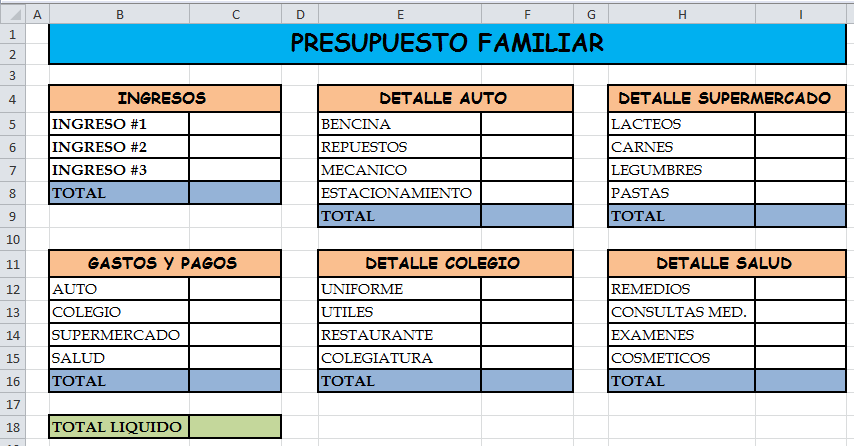 A B C D E F G H I
1
2 PRESUPUESTO FAMILIAR
3
4 INGRESOS DETALLE AUTO DETALLE SUPERMERCADO
5 INGRESO #1 BENCINA LACTEOS
6 INGRESO #2 REPUESTOS CARNES
7 INGRESO #3 MECANICO LEGUMBRES
8 TOTAL ESTACIONAMIENTO PASTAS
9 TOTAL TOTAL
10
11 GASTOS Y PAGOS DETALLE COLEGIO DETALLE SALUD
12 AUTO UNIFORME REMEDIOS
13 COLEGIO UTILES CONSULTAS MED.
14 SUPERMERCADO RESTAURANTE EXAMENES
15 SALUD COLEGIATURA COSMETICOS
16 TOTAL TOTAL TOTAL
17
18 TOTAL LIQUIDO